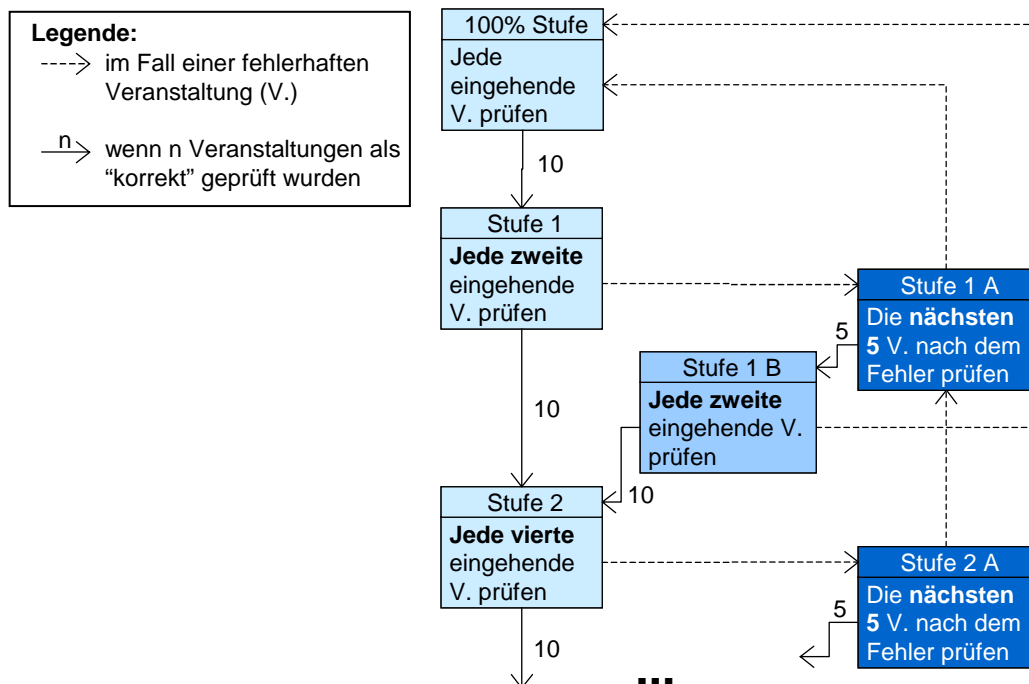 Legende:
im Fall einer fehlerhaften
Veranstaltung (V.)
n
wenn n Veranstaltungen als
“korrekt” geprüft wurden
100% Stufe
Jede
eingehende
V. prüfen
10
Stufe 1
Jede zweite
eingehende
V. prüfen
Stufe 1 A
Die nächsten
5 V. nach dem
Fehler prüfen
5
Stufe 1 B
Jede zweite
eingehende V.
prüfen
10
10
Stufe 2
Jede vierte
eingehende
V. prüfen
Stufe 2 A
Die nächsten
5 V. nach dem
Fehler prüfen
5
10
...